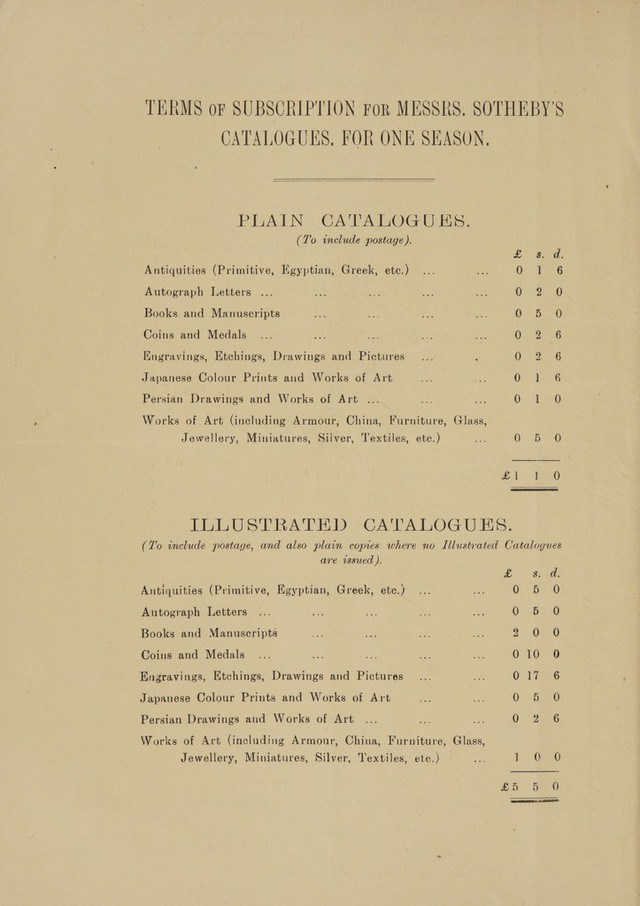 TERMS OF SUBSCRIPTION FOR MESSRS. SOTHEBY'S
CATALOGUES, FOR ONE SEASON.
PLAIN CATALOGUES.
(To include postage).
£ s. d.
Antiquities (Primitive, Egyptian, Greek, etc.) ... ... 0 1 6
Autograph Letters ... ... ... ... ... 0 2 0
Books and Manuscripts ... ... ... ... 0 5 0
Coins and Medals ... ... ... ... ... 0 2 6
Engravings, Etchings, Drawings and Pictures ... . 0 2 6
Japanese Colour Prints and Works of Art ... ... 0 1 6
Persian Drawings and Works of Art ... ... ... 0 1 0
Works of Art (including Armour, China, Furniture, Glass,
Jewellery, Miniatures, Silver, Textiles, etc.) ... 0 5 0
£1 1 0
ILLUSTRATED CATALOGUES.
(To include postage, and also plain copies where no Illustrated Catalogues
are issued).
£ s. d.
Antiquities (Primitive, Egyptian, Greek, etc.) ... ... 0 5 0
Autograph Letters ... ... ... ... ... 0 5 0
Books and Manuscripts ... ... ... ... 2 0 0
Coins and Medals ... ... ... ... ... 0 10 0
Engravings, Etchings, Drawings and Pictures ... ... 0 17 6
Japanese Colour Prints and Works of Art ... ... 0 5 0
Persian Drawings and Works of Art ... ... ... 0 2 6
Works of Art (including Armour, China, Furniture, Glass,
Jewellery, Miniatures, Silver, Textiles, etc.) ... 1 0 0
£5 5 0